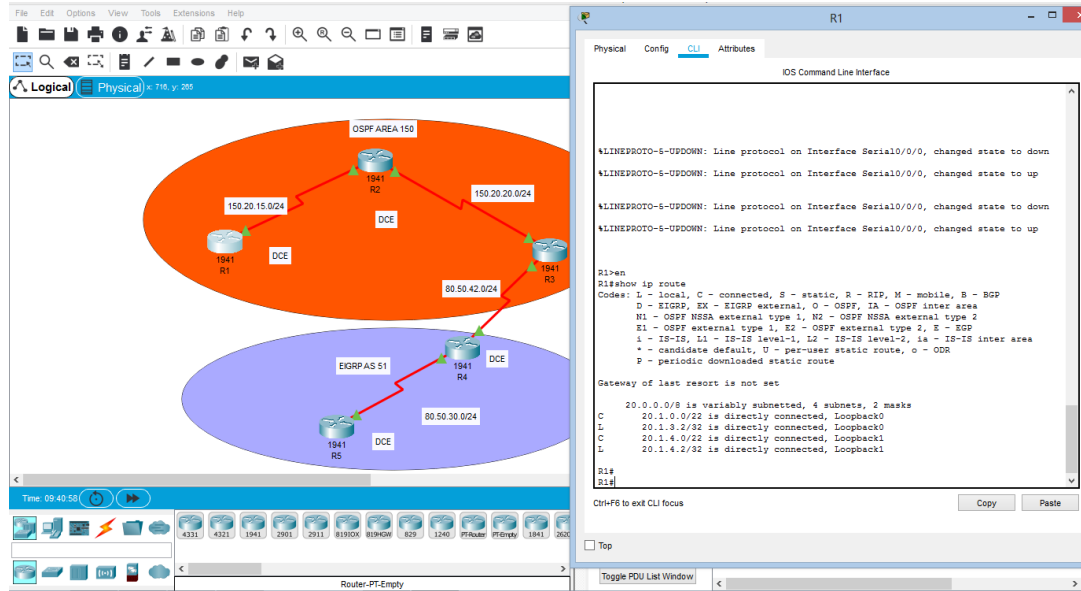 File Edit Options View Tools Extensions Help
Logical
Physical x: 716, y: 265
OSPF AREA 150
1941
R2
150.20.15.0/24
150.20.20.0/24
DCE
1941
R1
DCE
1941
R3
80.50.42.0/24
EIGRP AS 51
1941
R4
DCE
80.50.30.0/24
1941
R5
DCE
Time: 09:40:58
4331 4321 1941 2901 2911 819IOX 819HGW 829 1240 PT-Router PT-Empty 1841 2620
Router-PT-Empty
R1
Physical Config CLI Attributes
IOS Command Line Interface
%LINEPROTO-5-UPDOWN: Line protocol on Interface Serial0/0/0, changed state to down
%LINEPROTO-5-UPDOWN: Line protocol on Interface Serial0/0/0, changed state to up
%LINEPROTO-5-UPDOWN: Line protocol on Interface Serial0/0/0, changed state to down
%LINEPROTO-5-UPDOWN: Line protocol on Interface Serial0/0/0, changed state to up
R1>en
R1#show ip route
Codes: L - local, C - connected, S - static, R - RIP, M - mobile, B - BGP
D - EIGRP, EX - EIGRP external, O - OSPF, IA - OSPF inter area
N1 - OSPF NSSA external type 1, N2 - OSPF NSSA external type 2
E1 - OSPF external type 1, E2 - OSPF external type 2, E - EGP
i - IS-IS, L1 - IS-IS level-1, L2 - IS-IS level-2, ia - IS-IS inter area
* - candidate default, U - per-user static route, o - ODR
P - periodic downloaded static route
Gateway of last resort is not set
20.0.0.0/8 is variably subnetted, 4 subnets, 2 masks
C 20.1.0.0/22 is directly connected, Loopback0
L 20.1.3.2/32 is directly connected, Loopback0
C 20.1.4.0/22 is directly connected, Loopback1
L 20.1.4.2/32 is directly connected, Loopback1
R1#
R1#
Ctrl+F6 to exit CLI focus
Copy
Paste
Top
Toggle PDU List Window